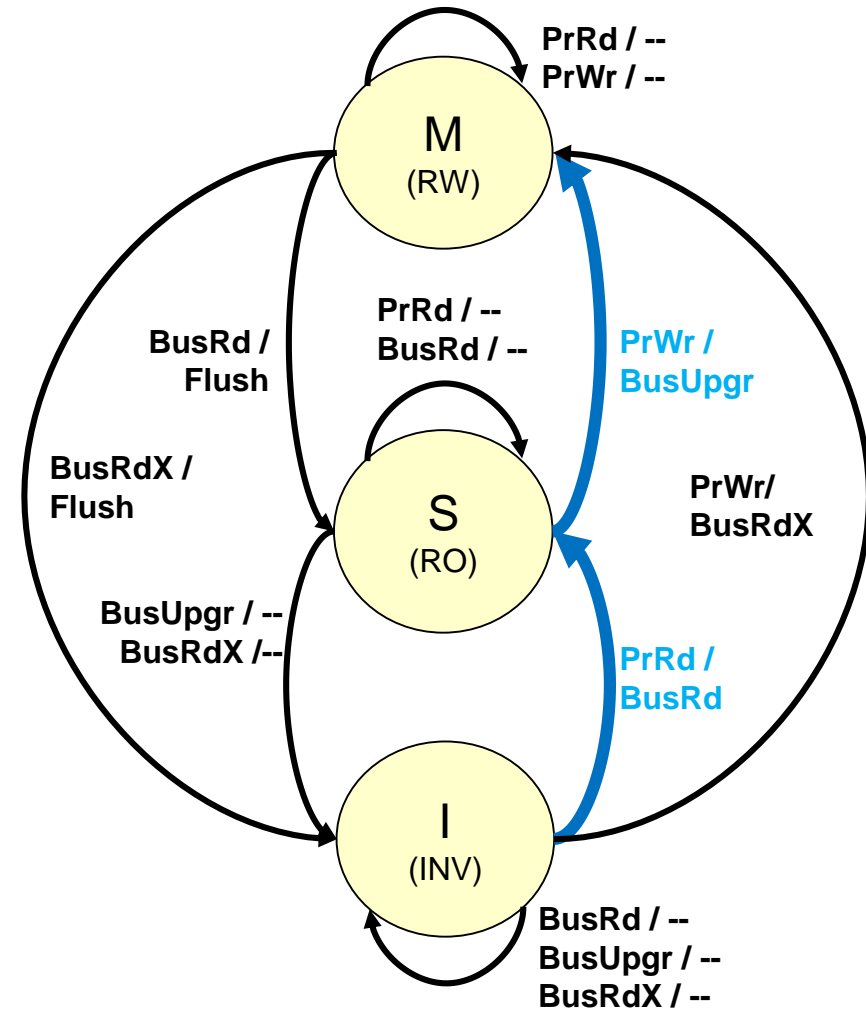 PrRd / --
PrWr / --
M
(RW)
PrRd / --
BusRd / --
BusRd /
Flush
PrWr /
BusUpgr
BusRdX /
Flush
PrWr/
BusRdX
S
(RO)
BusUpgr / --
BusRdX /--
PrRd /
BusRd
I
(INV)
BusRd / --
BusUpgr / --
BusRdX / --